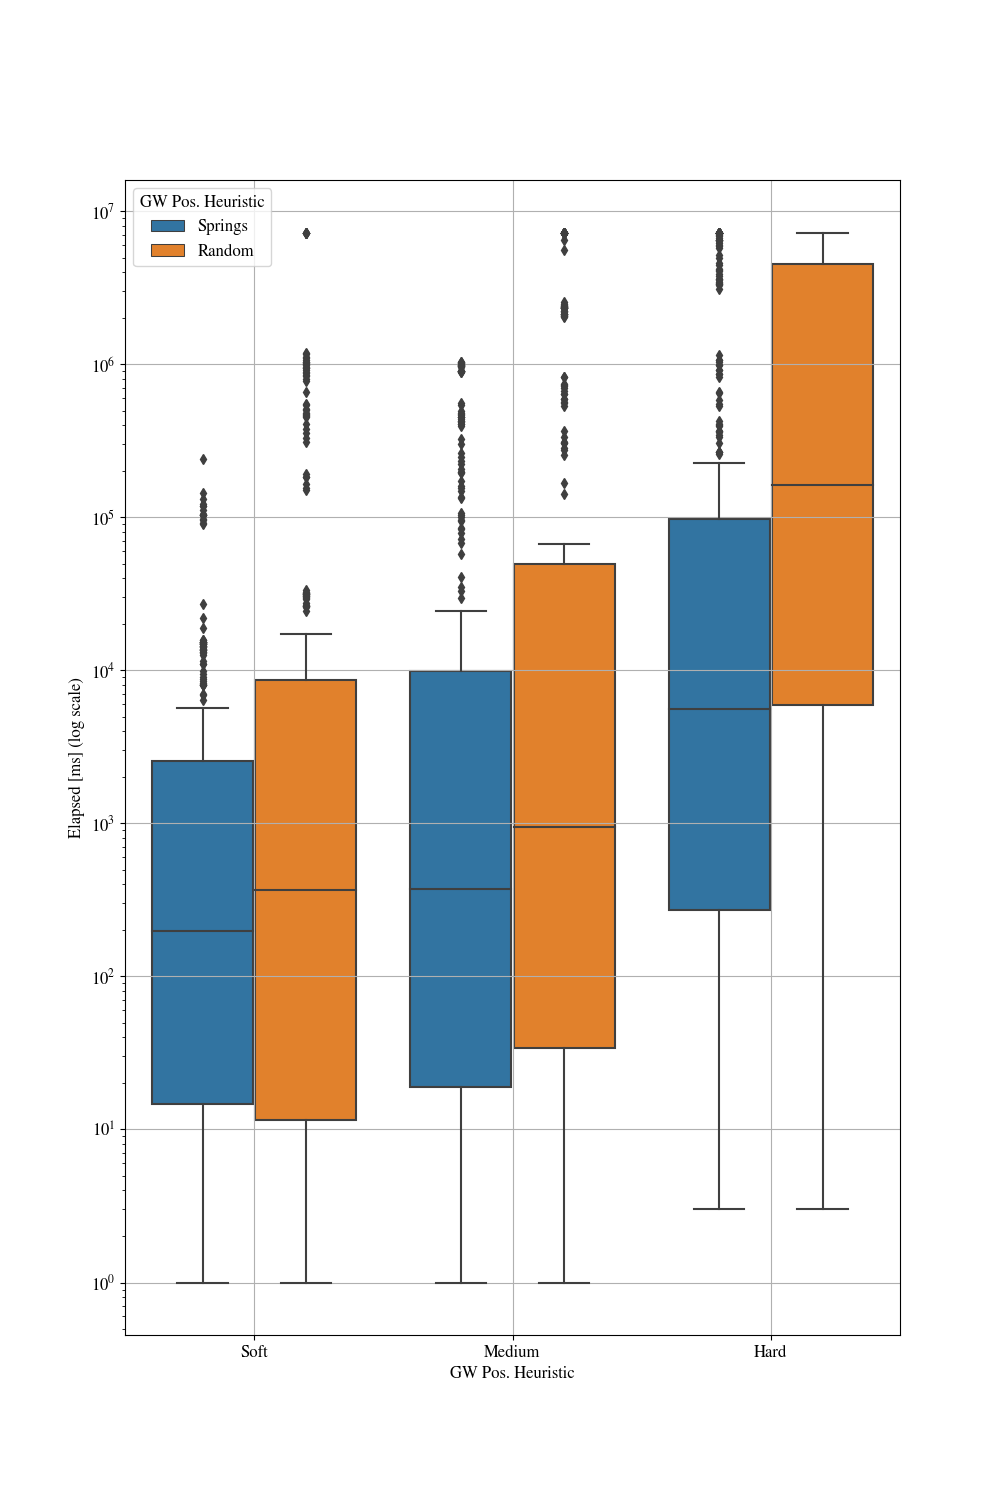 GW Pos. Heuristic
Springs
Random
10^7
10^6
10^5
10^4
10^3
10^2
10^1
10^0
Elapsed [ms] (log scale)
Soft
Medium
Hard
GW Pos. Heuristic